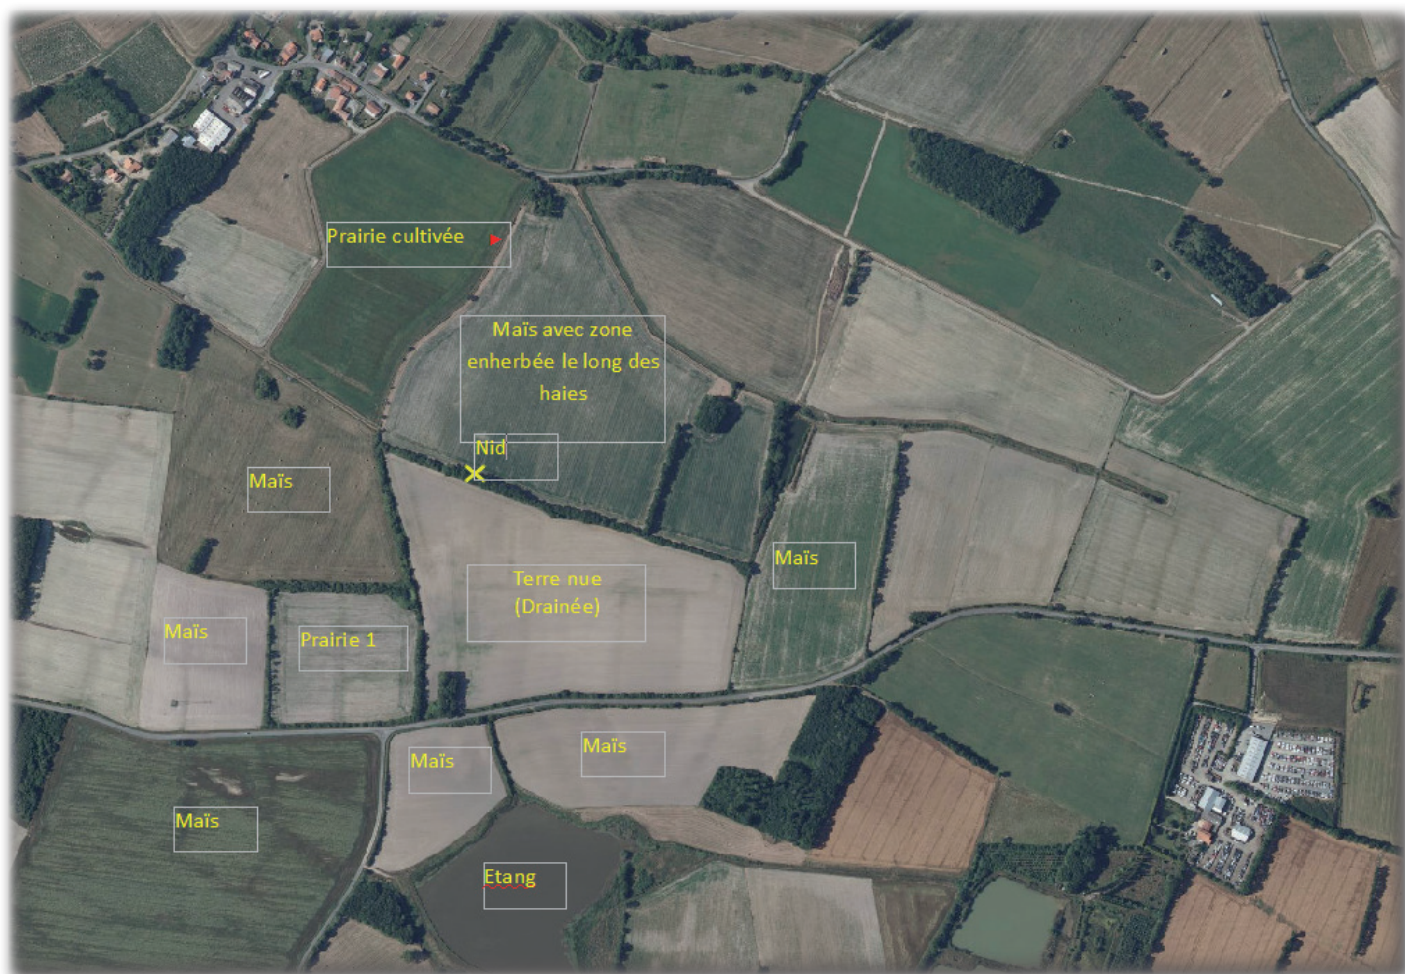 Prairie cultivée
Maïs avec zone
enherbée le long des
haies
Nid
Maïs
Maïs
Terre nue
(Drainée)
Maïs
Prairie 1
Maïs
Maïs
Maïs
Etang